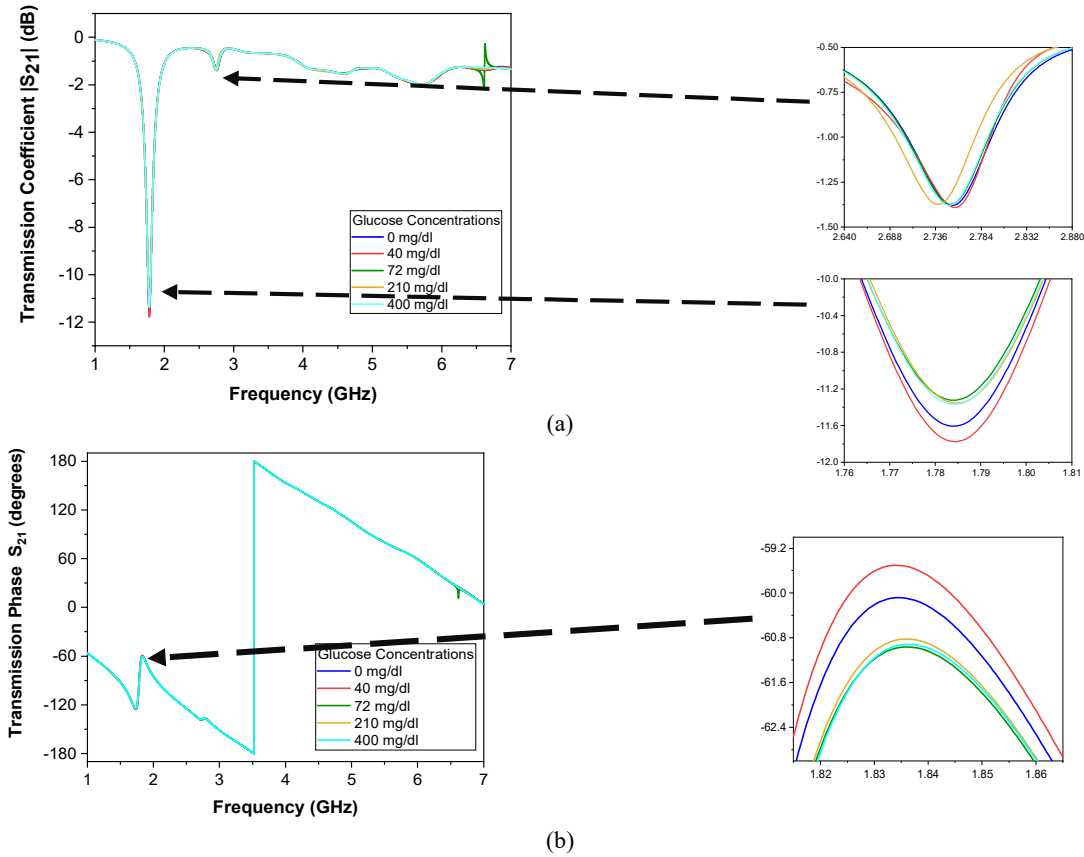 Transmission Coefficient |S21| (dB)
0
-2
-4
-6
-8
-10
-12
Glucose Concentrations
0 mg/dl
40 mg/dl
72 mg/dl
210 mg/dl
400 mg/dl
1 2 3 4 5 6 7
Frequency (GHz)
-0.50
-0.75
-1.00
-1.25
-1.50
2.640 2.688 2.736 2.784 2.832 2.880
-10.0
-10.4
-10.8
-11.2
-11.6
-12.0
1.76 1.77 1.78 1.79 1.80 1.81
(a)
Transmission Phase S21 (degrees)
180
120
60
0
-60
-120
-180
Glucose Concentrations
0 mg/dl
40 mg/dl
72 mg/dl
210 mg/dl
400 mg/dl
1 2 3 4 5 6 7
Frequency (GHz)
-59.2
-60.0
-60.8
-61.6
-62.4
1.82 1.83 1.84 1.85 1.86
(b)